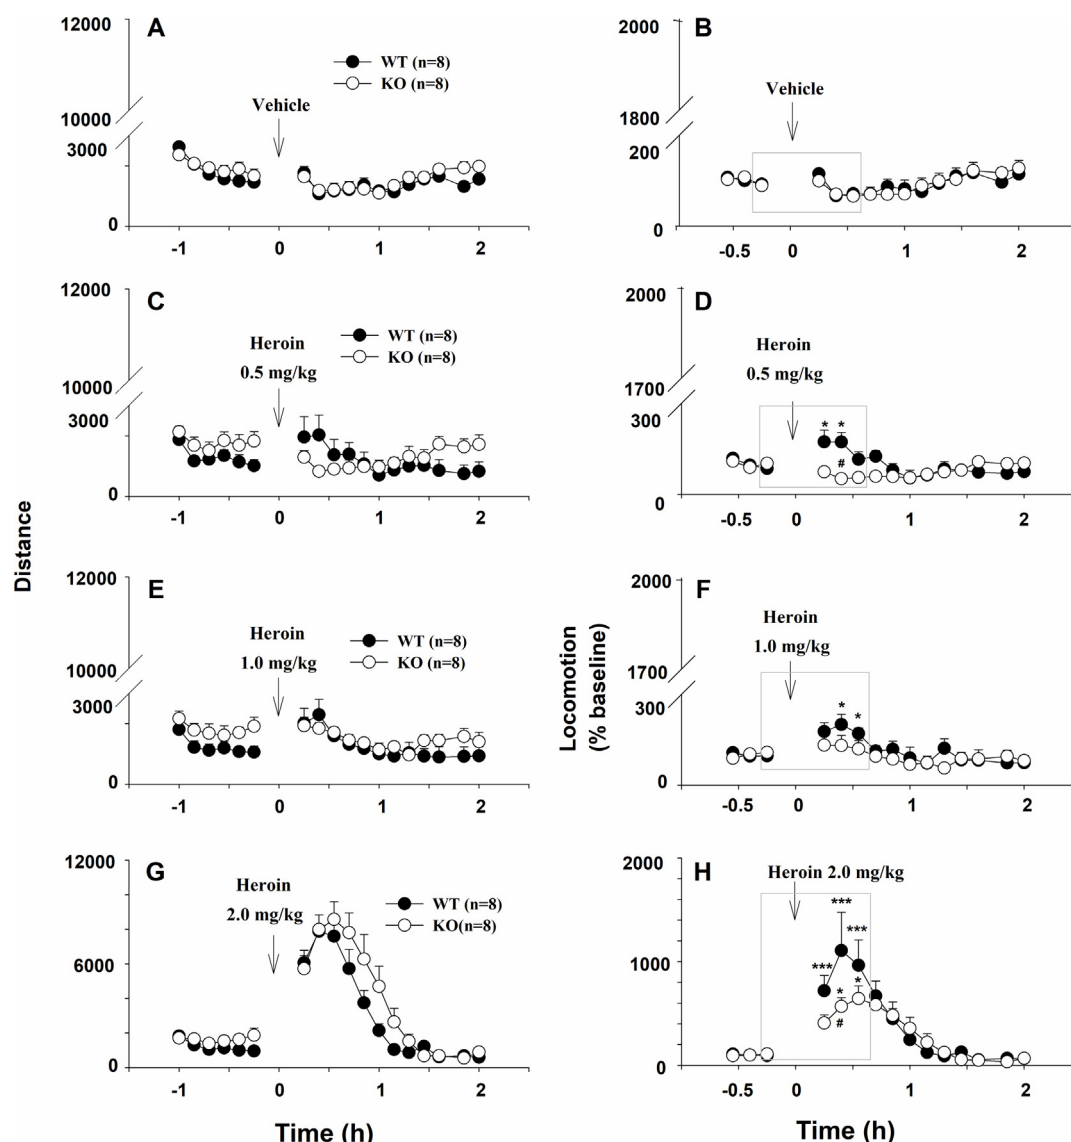 12000
A
WT (n=8)
KO (n=8)
Vehicle
10000
3000
0
-1 0 1 2
2000
B
Vehicle
1800
200
0
-0.5 0 1 2
12000
C
WT (n=8)
KO (n=8)
Heroin
0.5 mg/kg
10000
3000
0
-1 0 1 2
2000
D
Heroin
0.5 mg/kg
1700
300
* *
#
0
-0.5 0 1 2
Distance
12000
E
WT (n=8)
KO (n=8)
Heroin
1.0 mg/kg
10000
3000
0
-1 0 1 2
Locomotion
(% baseline)
2000
F
Heroin
1.0 mg/kg
1700
300
* *
0
-0.5 0 1 2
12000
G
WT (n=8)
KO(n=8)
Heroin
2.0 mg/kg
6000
0
-1 0 1 2
Time (h)
2000
H
Heroin 2.0 mg/kg
***
***
***
1000
* *
#
0
-0.5 0 1 2
Time (h)